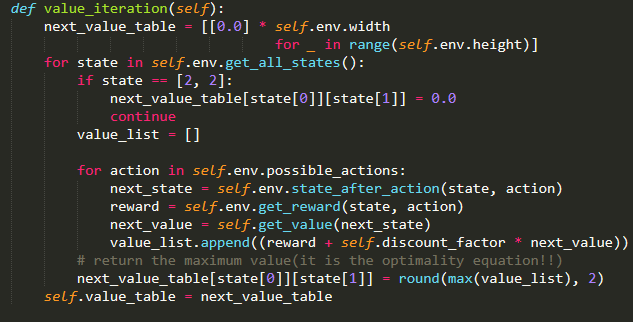 def value_iteration(self):
    next_value_table = [[0.0] * self.env.width
                                for _ in range(self.env.height)]
    for state in self.env.get_all_states():
        if state == [2, 2]:
            next_value_table[state[0]][state[1]] = 0.0
            continue
        value_list = []

        for action in self.env.possible_actions:
            next_state = self.env.state_after_action(state, action)
            reward = self.env.get_reward(state, action)
            next_value = self.get_value(next_state)
            value_list.append((reward + self.discount_factor * next_value))
        # return the maximum value(it is the optimality equation!!)
        next_value_table[state[0]][state[1]] = round(max(value_list), 2)
    self.value_table = next_value_table